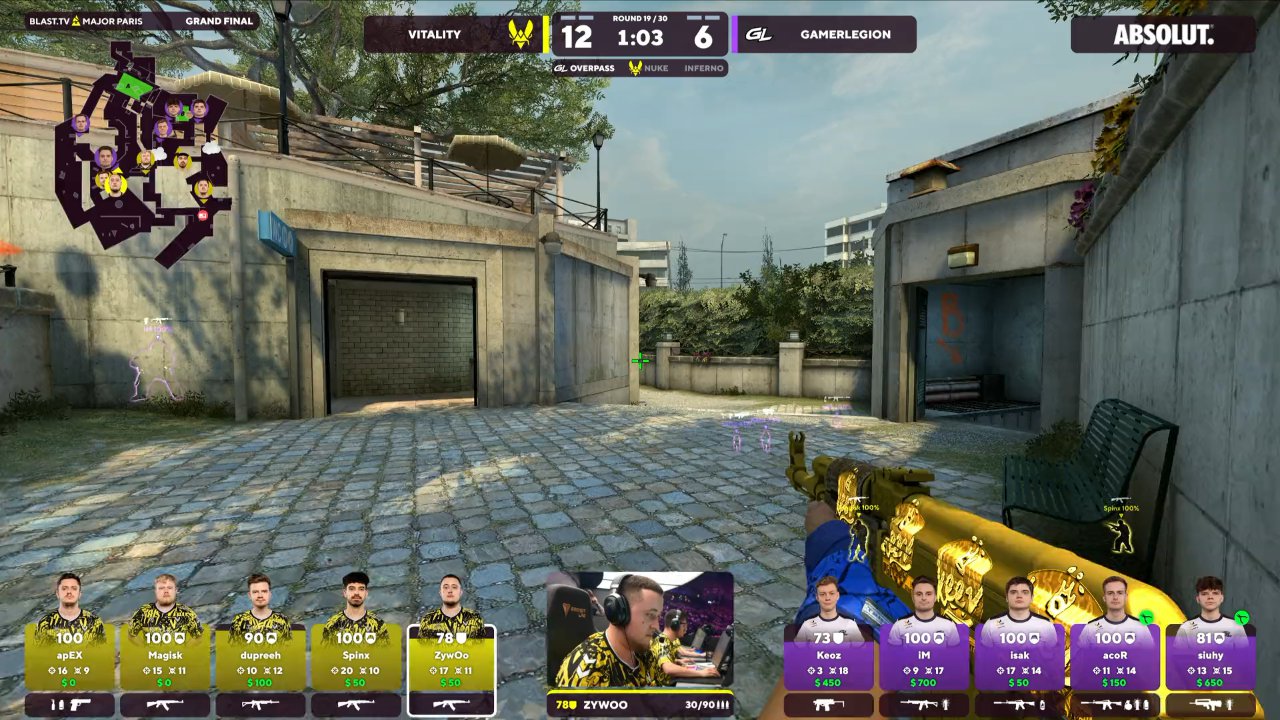 BLAST.TV MAJOR PARIS GRAND FINAL
VITALITY 12 ROUND 19 / 30 1:03 6 GL GAMERLEGION
ABSOLUT.
GL OVERPASS NUKE INFERNO
Spinx 100%
100 100 90 100 78
apEX Magisk dupreeh Spinx ZywOo
16 9 15 11 10 12 20 10 17 11
$0 $0 $100 $50 $50
78 ZYWOO 30/90
73 100 100 100 81
Keoz iM isak acoR siuhy
3 18 9 17 17 14 11 14 13 15
$450 $700 $50 $150 $650